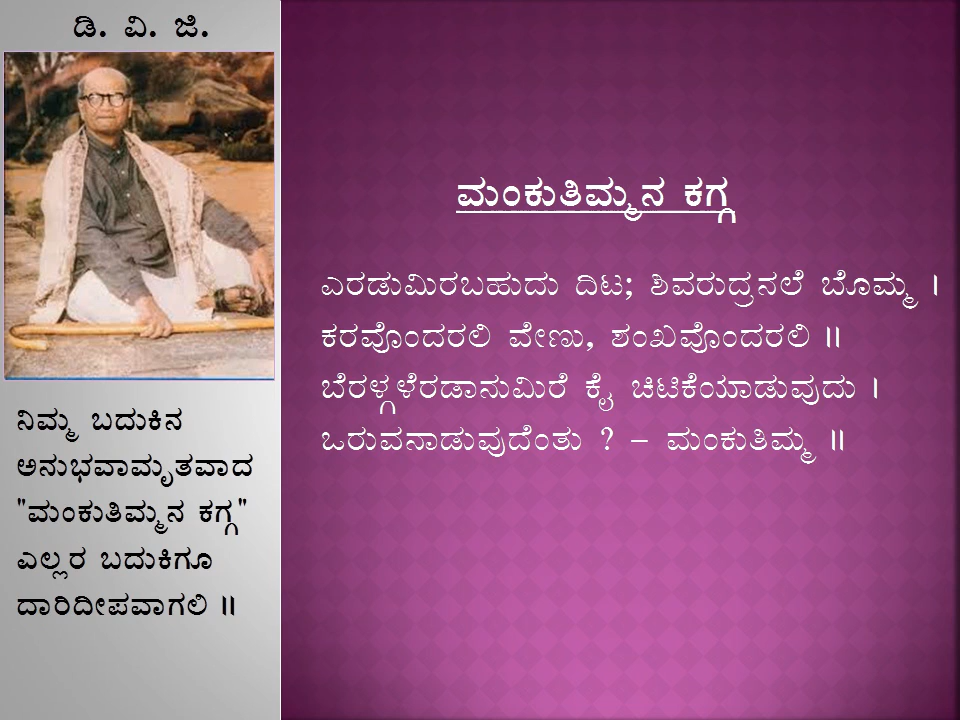 ಡಿ. ವಿ. ಜಿ.
ನಿಮ್ಮ ಬದುಕಿನ
ಅನುಭವಾಮೃತವಾದ
"ಮಂಕುತಿಮ್ಮನ ಕಗ್ಗ"
ಎಲ್ಲರ ಬದುಕಿಗೂ
ದಾರಿದೀಪವಾಗಲಿ ॥
ಮಂಕುತಿಮ್ಮನ ಕಗ್ಗ
ಎರಡುಮಿರಬಹುದು ದಿಟ; ಶಿವರುದ್ರನಲೆ ಬೊಮ್ಮ ।
ಕರವೊಂದರಲಿ ವೇಣು, ಶಂಖವೊಂದರಲಿ ॥
ಬೆರಳ್ಗಳೆರಡಾನುಮಿರೆ ಕೈ ಚಿಟಿಕೆಯಾಡುವುದು ।
ಒರುವನಾಡುವುದೆಂತು ? – ಮಂಕುತಿಮ್ಮ ॥